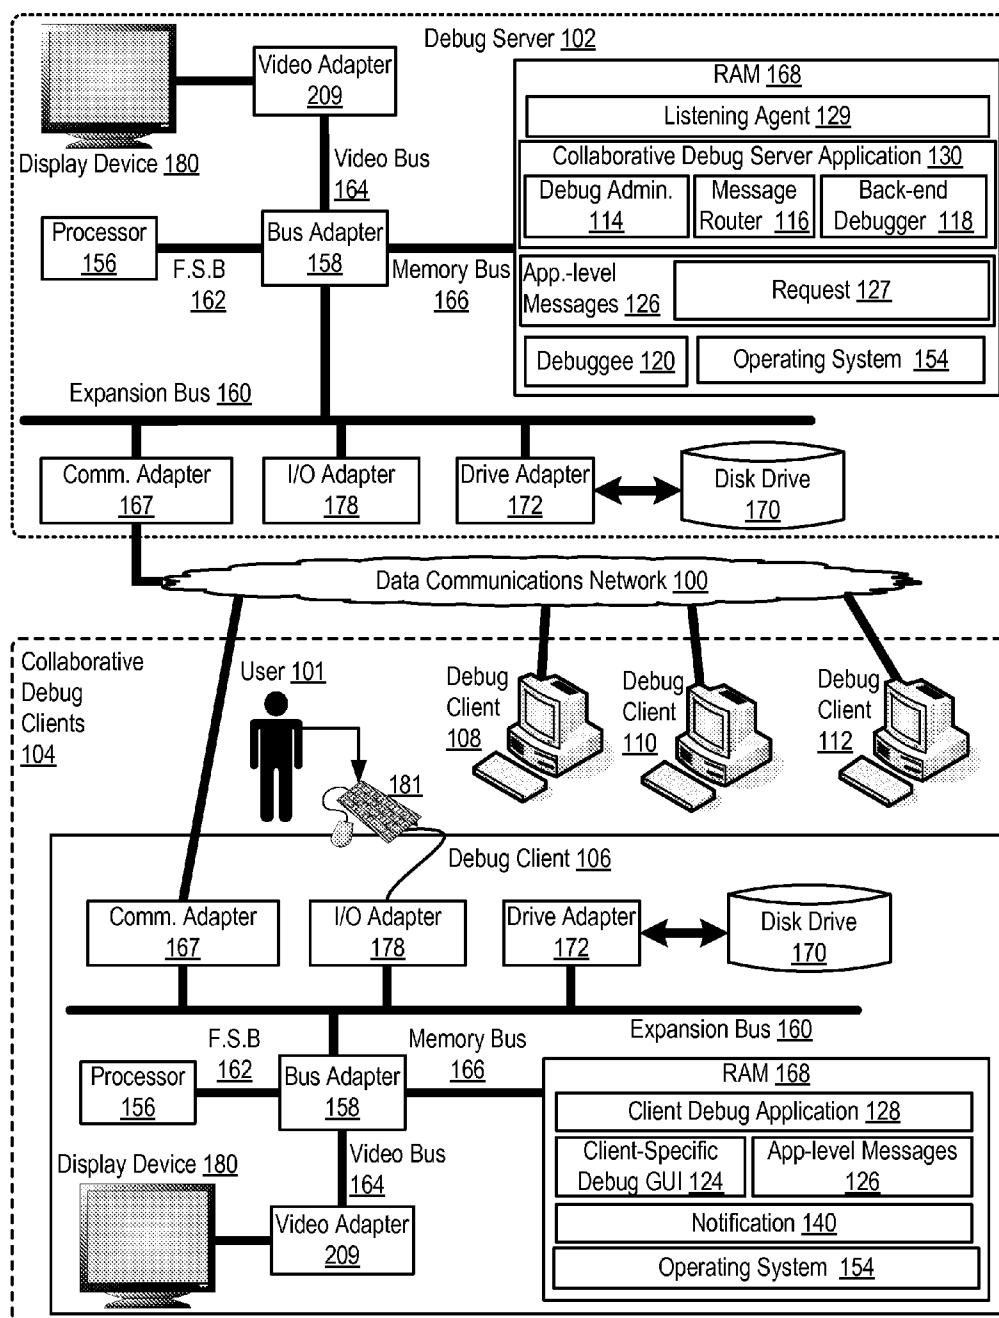 Debug Server 102
Video Adapter
209
Display Device 180
Video Bus
164
Processor
156
F.S.B
162
Bus Adapter
158
Memory Bus
166
RAM 168
Listening Agent 129
Collaborative Debug Server Application 130
Debug Admin.
114
Message
Router 116
Back-end
Debugger 118
App.-level
Messages 126
Request 127
Debuggee 120
Operating System 154
Expansion Bus 160
Comm. Adapter
167
I/O Adapter
178
Drive Adapter
172
Disk Drive
170
Data Communications Network 100
Collaborative
Debug
Clients
104
User 101
181
Debug
Client
108
Debug
Client
110
Debug
Client
112
Debug Client 106
Comm. Adapter
167
I/O Adapter
178
Drive Adapter
172
Disk Drive
170
Expansion Bus 160
F.S.B
162
Memory Bus
166
Processor
156
Bus Adapter
158
Video Bus
164
Display Device 180
Video Adapter
209
RAM 168
Client Debug Application 128
Client-Specific
Debug GUI 124
App-level Messages
126
Notification 140
Operating System 154